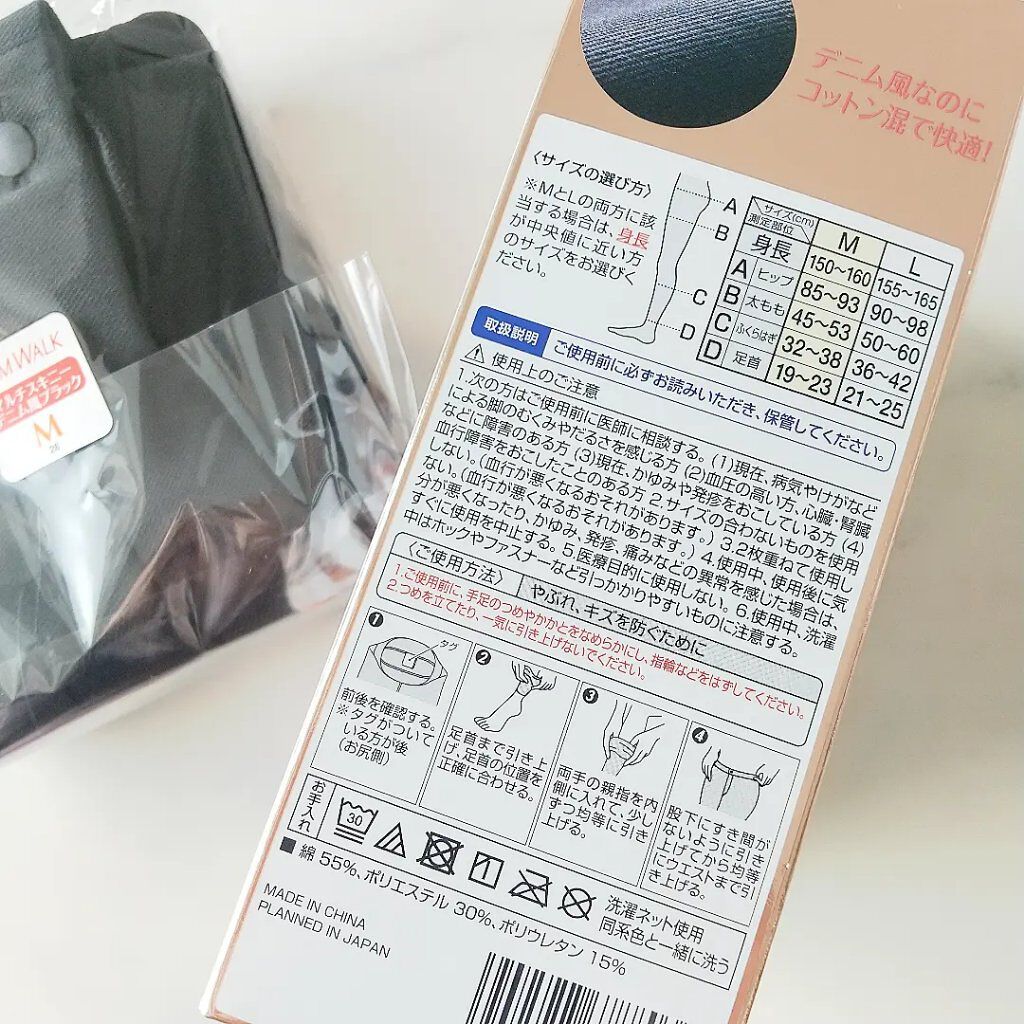 デニム風なのに
コットン混で快適!
〈サイズの選び方〉
※MとLの両方に該
当する場合は、身長
が中央値に近い方
のサイズをお選びく
ださい。
A
B
C
D
サイズ(cm)
測定部位
M
L
身長 150～160 155～165
A ヒップ 85～93 90～98
B 太もも 45～53 50～60
C ふくらはぎ 32～38 36～42
D 足首 19～23 21～25
取扱説明 ご使用前に必ずお読みいただき、保管してください。
⚠ 使用上のご注意
1.次の方はご使用前に医師に相談する。(1)現在、病気やけがなど
による脚のむくみやだるさを感じる方 (2)血圧の高い方、心臓・腎臓
などに障害のある方 (3)現在、かゆみや発疹をおこしている方 (4)
血行障害をおこしたことのある方 2.サイズの合わないものを使用
しない。(血行が悪くなるおそれがあります。) 3.2枚重ねて使用し
ない。(血行が悪くなるおそれがあります。) 4.使用中、使用後に気
分が悪くなったり、かゆみ、発疹、痛みなどの異常を感じた場合は、
すぐに使用を中止する。 5.医療目的に使用しない。 6.使用中、洗濯
中はホックやファスナーなど引っかかりやすいものに注意する。
〈ご使用方法〉 やぶれ、キズを防ぐために
1.ご使用前に、手足のつめやかかとをなめらかにし、指輪などをはずしてください。
2.つめを立てたり、一気に引き上げないでください。
❶
タグ
前後を確認する。
※タグがついて
いる方が後
(お尻側)
❷
足首まで引き上
げ、足首の位置を
正確に合わせる。
❸
両手の親指を内
側に入れて、少し
ずつ均等に引き
上げる。
❹
股下にすき間が
ないように引き
上げてから均等
にウエストまで引
き上げる。
お手入れ
30
洗濯ネット使用
同系色と一緒に洗う
■ 綿 55%、ポリエステル 30%、ポリウレタン 15%
MADE IN CHINA
PLANNED IN JAPAN
M WALK
マルチスキニー
デニム風ブラック
M